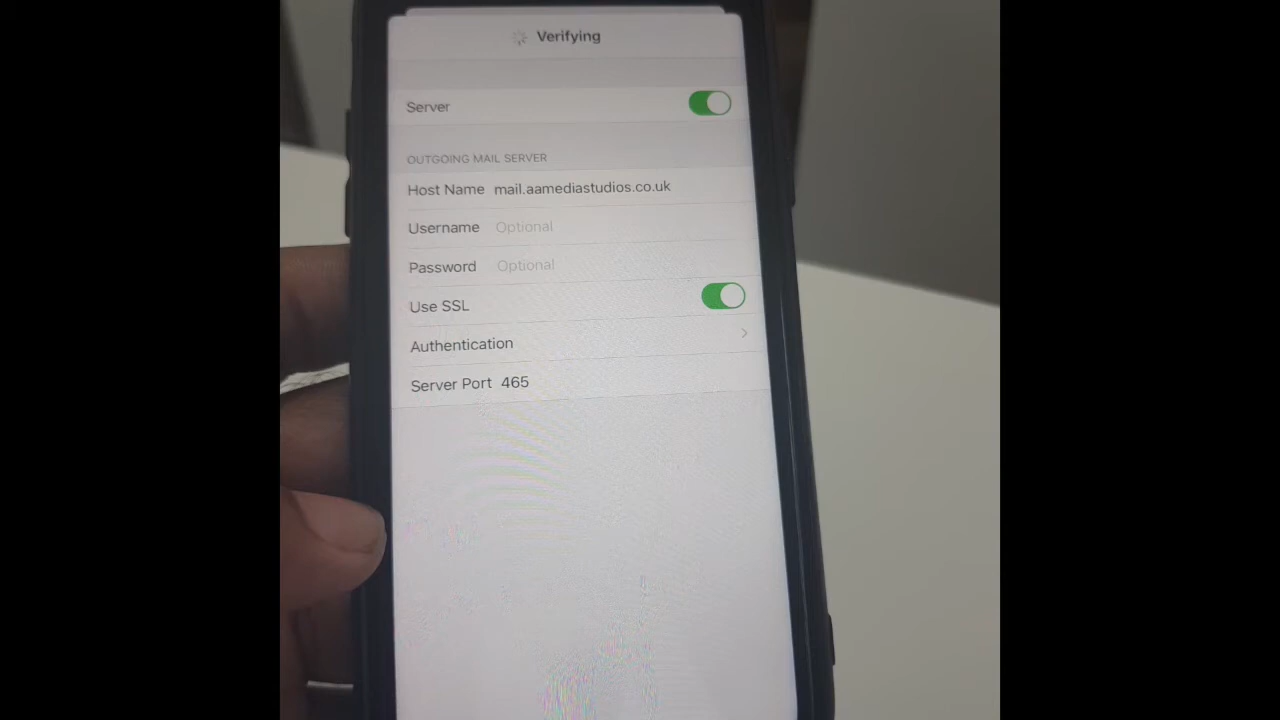 Verifying
Server
OUTGOING MAIL SERVER
Host Name mail.aamediastudios.co.uk
Username Optional
Password Optional
Use SSL
Authentication
Server Port 465